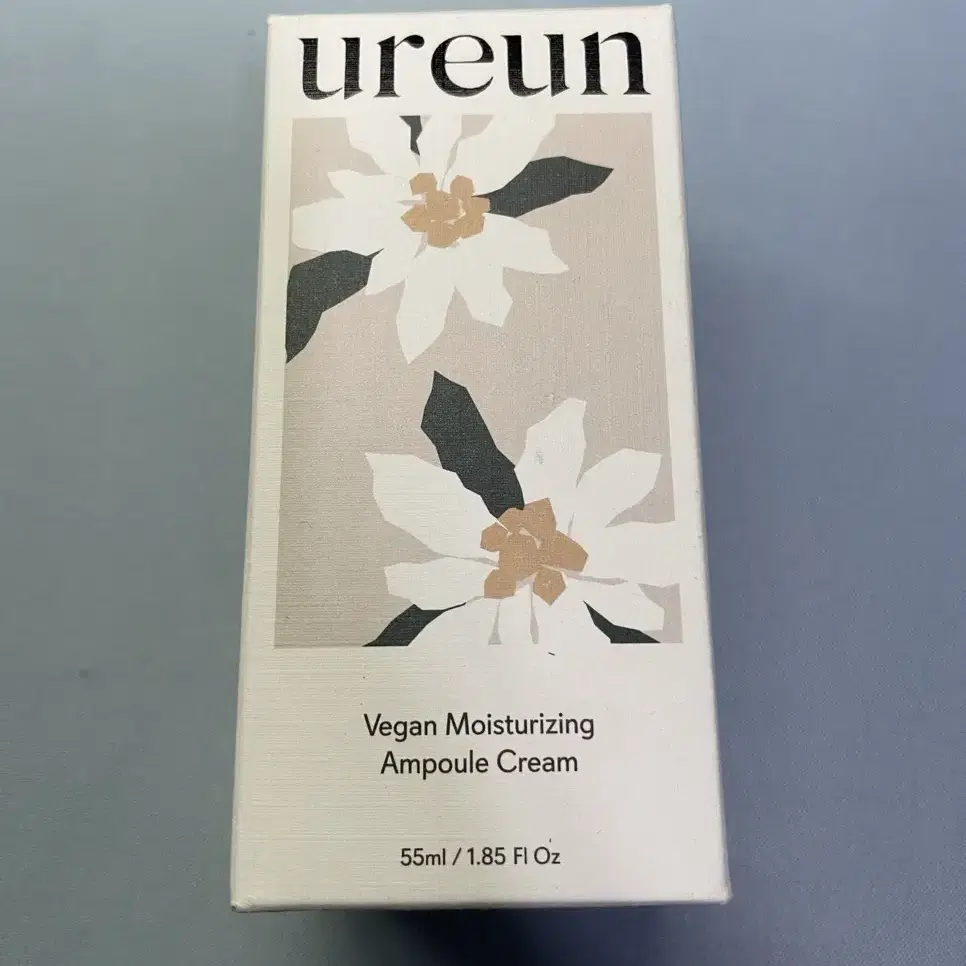 ureun
Vegan Moisturizing
Ampoule Cream
55ml / 1.85 Fl Oz